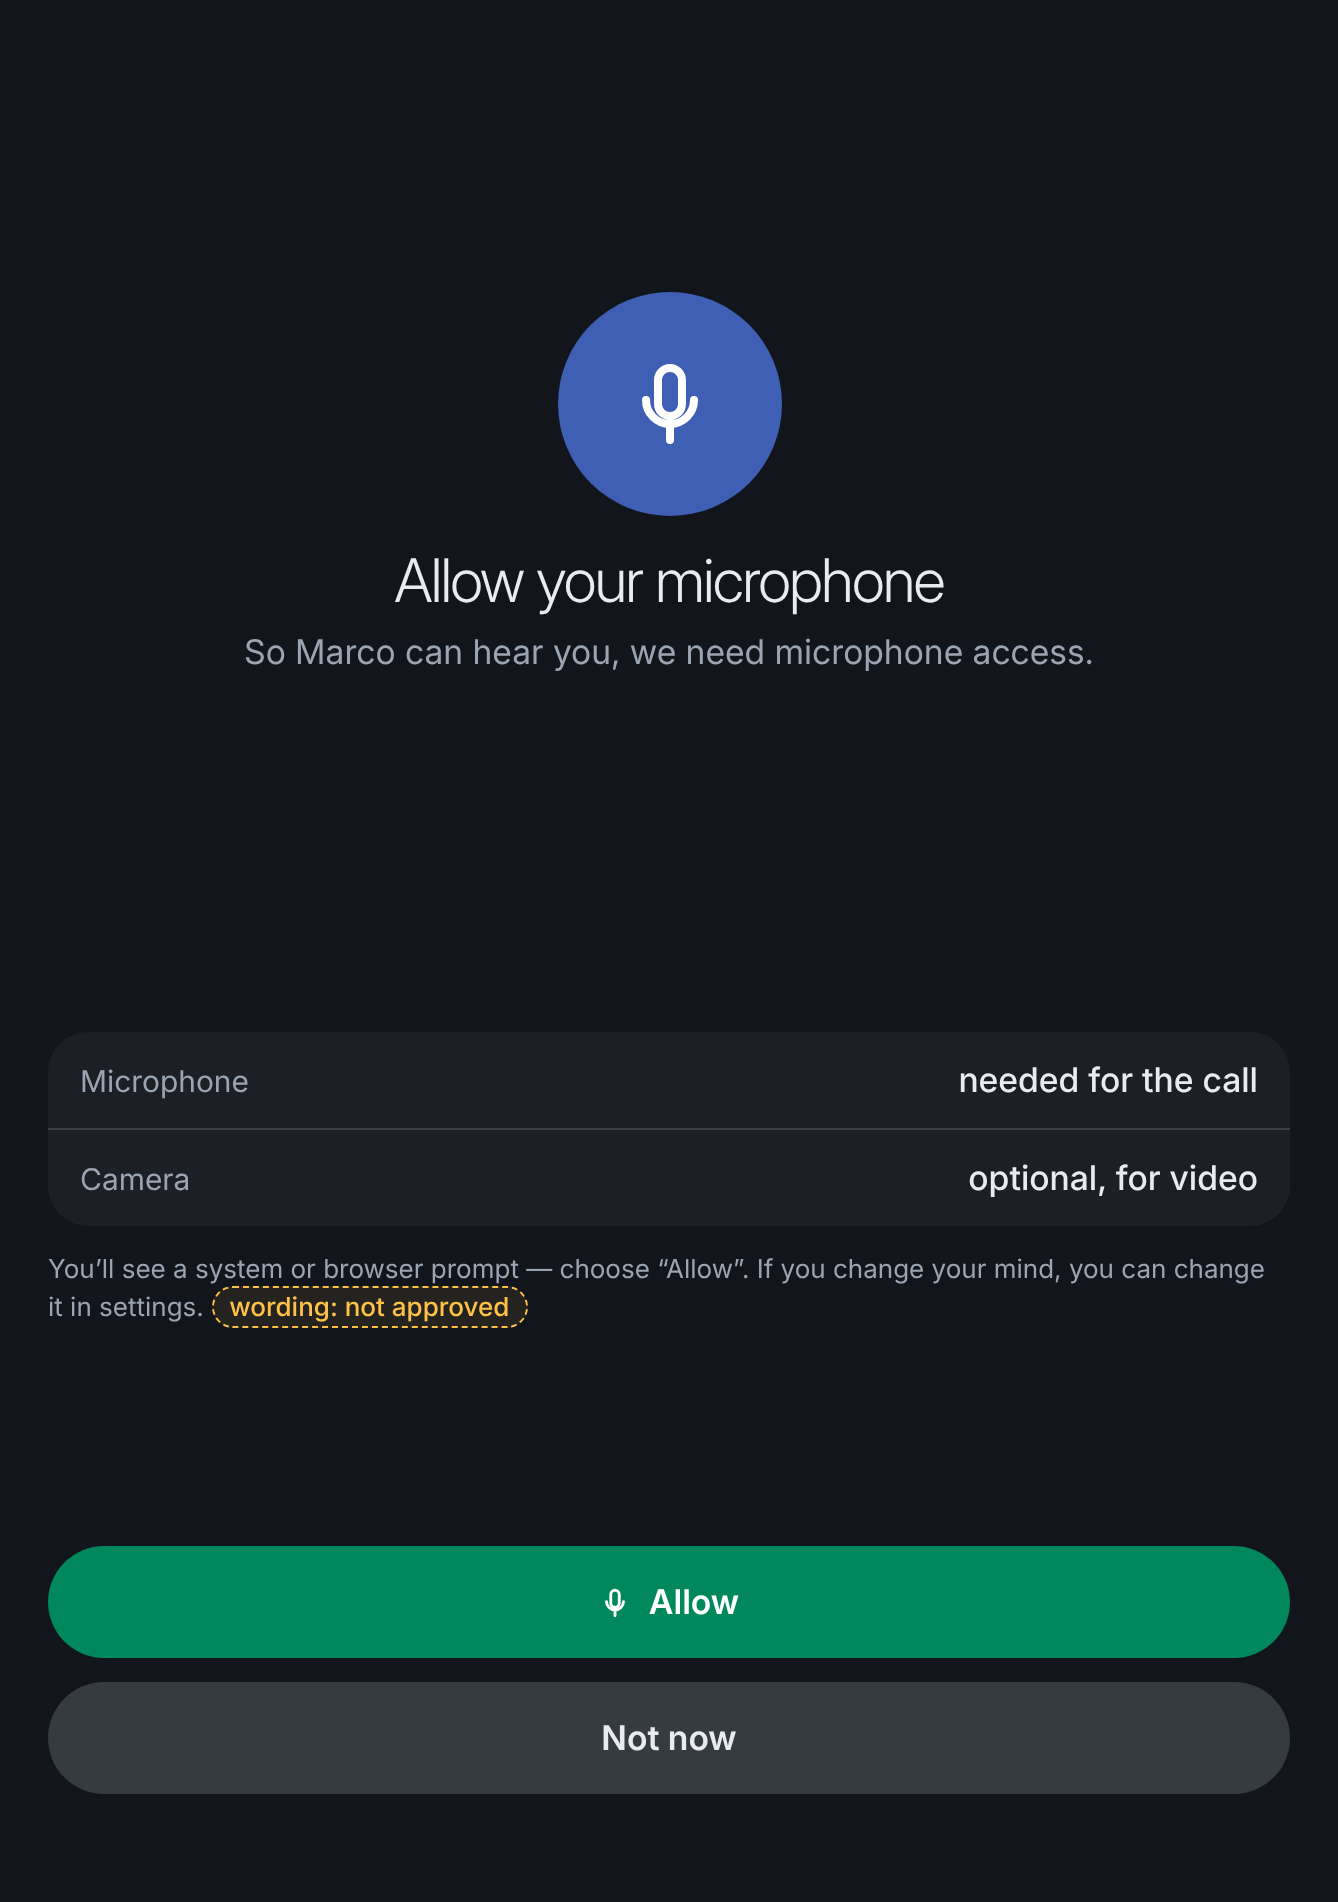 Allow your microphone
So Marco can hear you, we need microphone access.
Microphone
needed for the call
Camera
optional, for video
You’ll see a system or browser prompt — choose “Allow”. If you change your mind, you can change
it in settings. wording: not approved
Allow
Not now